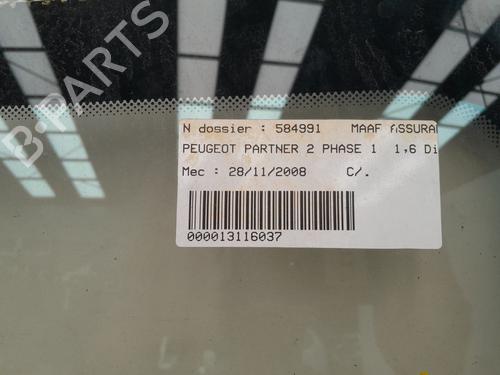 B-PARTS
N dossier : 584991 MAAF ASSURA
PEUGEOT PARTNER 2 PHASE 1 1,6 Di
Mec : 28/11/2008 C/.
000013116037